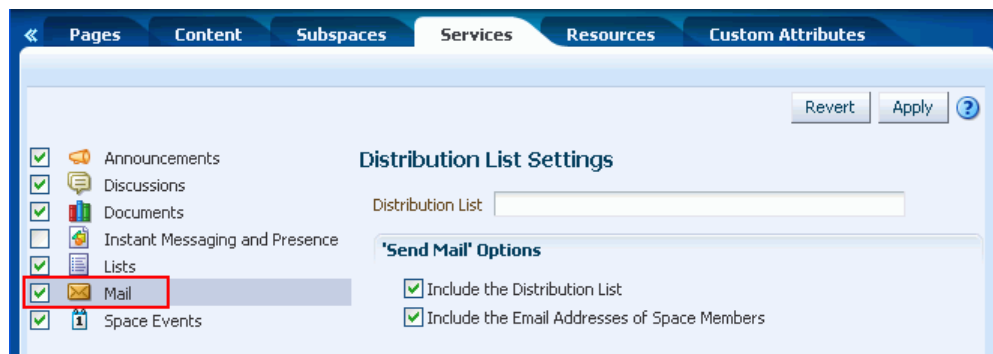 « Pages Content Subspaces Services Resources Custom Attributes
Revert Apply ?
Announcements
Discussions
Documents
Instant Messaging and Presence
Lists
Mail
1 Space Events
Distribution List Settings
Distribution List
'Send Mail' Options
Include the Distribution List
Include the Email Addresses of Space Members